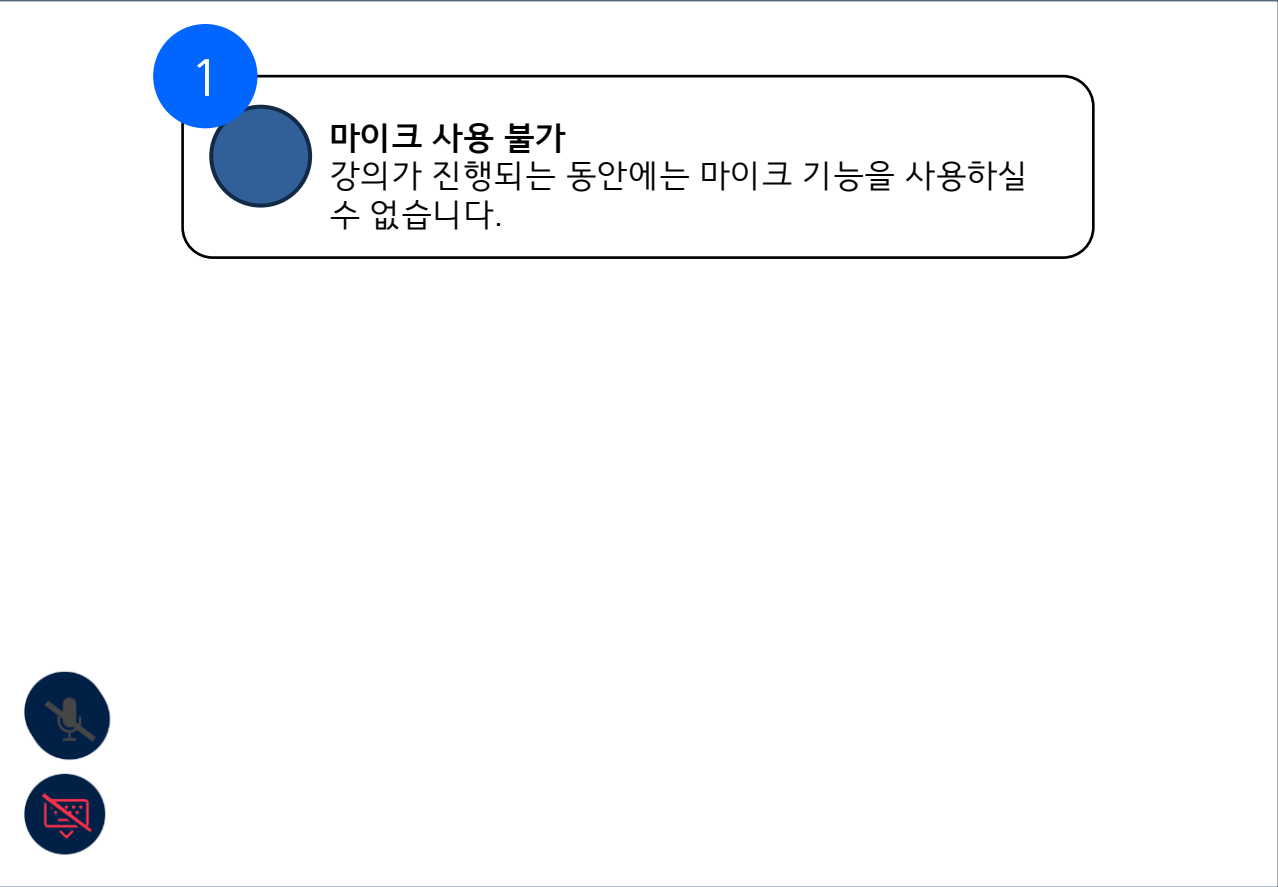 1
마이크 사용 불가
강의가 진행되는 동안에는 마이크 기능을 사용하실
수 없습니다.